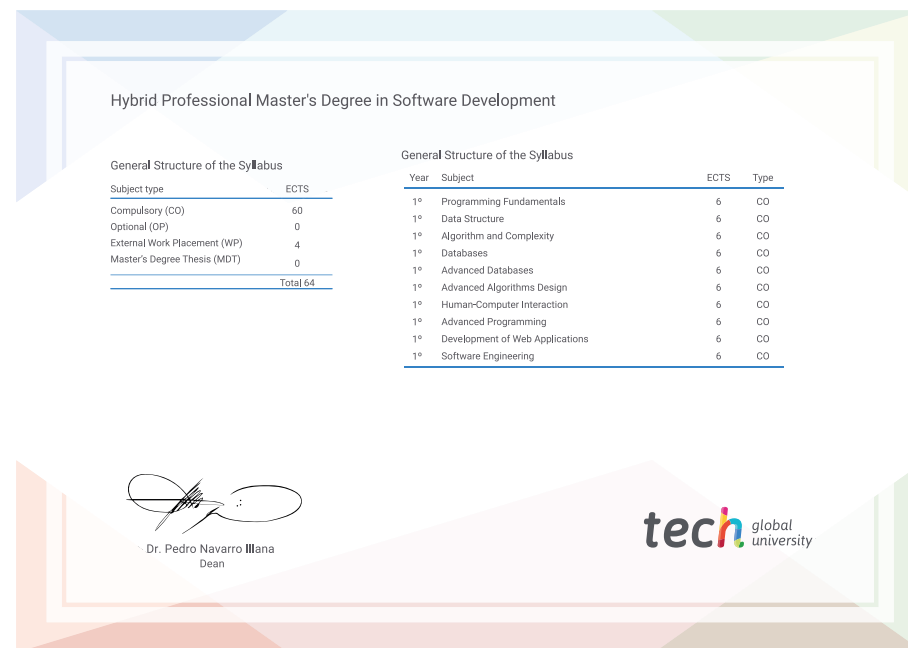 Hybrid Professional Master's Degree in Software Development
General Structure of the Syllabus
Subject type ECTS
Compulsory (CO) 60
Optional (OP) 0
External Work Placement (WP) 4
Master's Degree Thesis (MDT) 0
Total 64
General Structure of the Syllabus
Year Subject ECTS Type
1º Programming Fundamentals 6 CO
1º Data Structure 6 CO
1º Algorithm and Complexity 6 CO
1º Databases 6 CO
1º Advanced Databases 6 CO
1º Advanced Algorithms Design 6 CO
1º Human-Computer Interaction 6 CO
1º Advanced Programming 6 CO
1º Development of Web Applications 6 CO
1º Software Engineering 6 CO
Dr. Pedro Navarro Illana
Dean
tech global
university